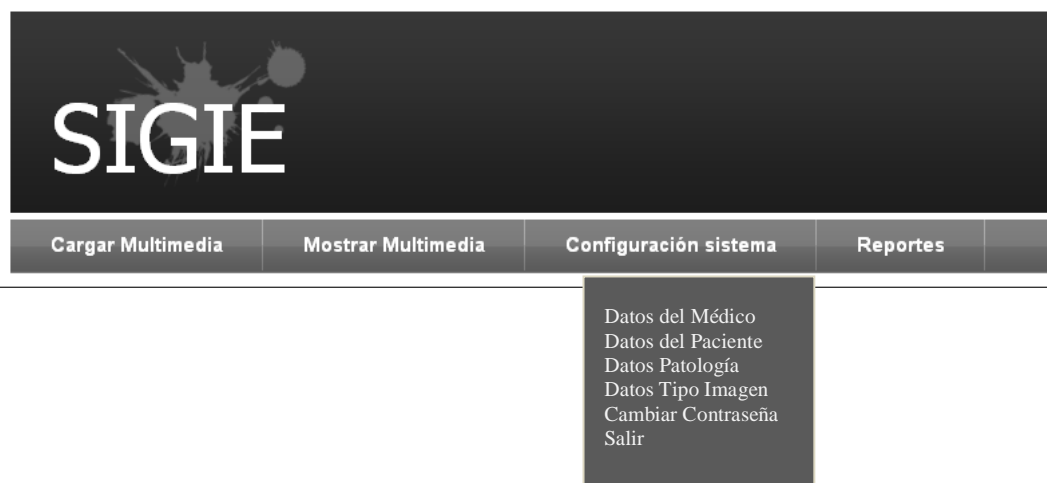 SIGIE
Cargar Multimedia Mostrar Multimedia Configuración sistema Reportes
Datos del Médico
Datos del Paciente
Datos Patología
Datos Tipo Imagen
Cambiar Contraseña
Salir